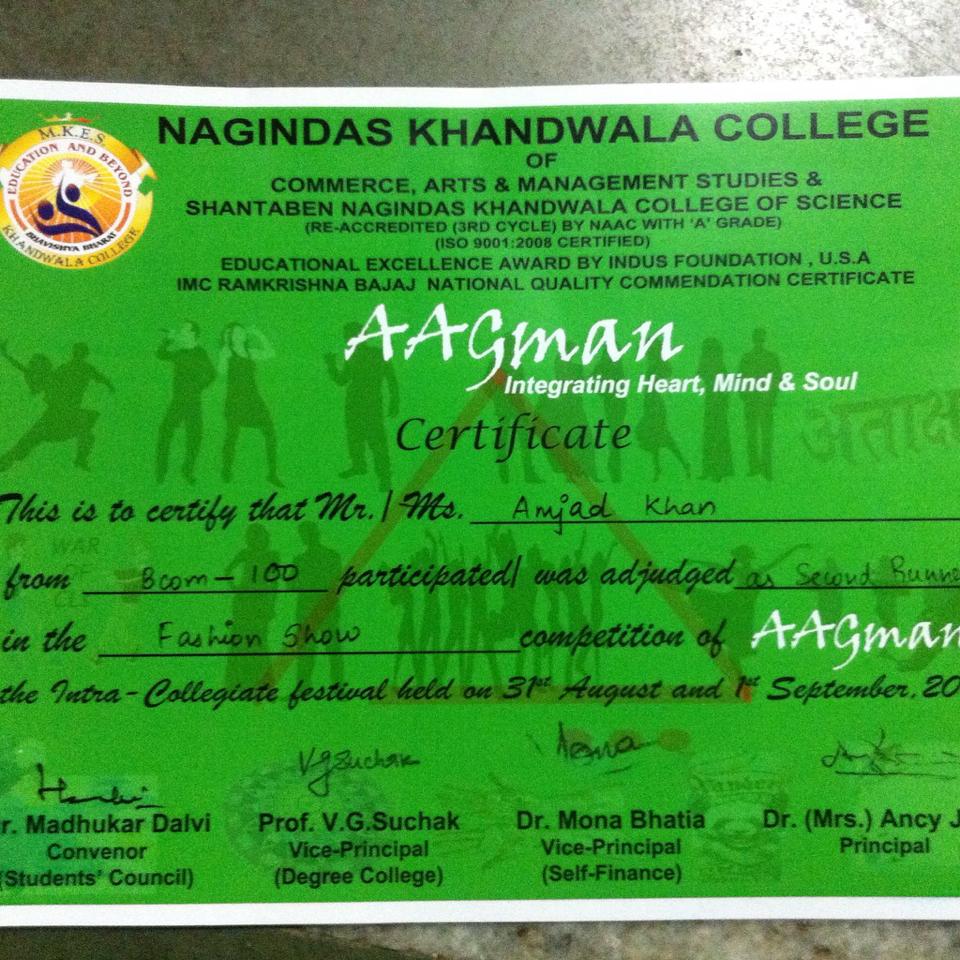 M.K.E.S.
EDUCATION AND BEYOND
BHAVISHYA BHARAT
KHANDWALA COLLEGE
NAGINDAS KHANDWALA COLLEGE
OF
COMMERCE, ARTS & MANAGEMENT STUDIES &
SHANTABEN NAGINDAS KHANDWALA COLLEGE OF SCIENCE
(RE-ACCREDITED (3RD CYCLE) BY NAAC WITH 'A' GRADE)
(ISO 9001:2008 CERTIFIED)
EDUCATIONAL EXCELLENCE AWARD BY INDUS FOUNDATION , U.S.A
IMC RAMKRISHNA BAJAJ NATIONAL QUALITY COMMENDATION CERTIFICATE
AAGman
Integrating Heart, Mind & Soul
Certificate
This is to certify that Mr./Ms. Amjad Khan
from Bcom - 100 participated/ was adjudged as Second Runne
in the Fashion Show competition of AAGman
the Intra-Collegiate festival held on 31st August and 1st September, 20
VGSuchak
r. Madhukar Dalvi Prof. V.G.Suchak Dr. Mona Bhatia Dr. (Mrs.) Ancy J
Convenor Vice-Principal Vice-Principal Principal
(Students' Council) (Degree College) (Self-Finance)